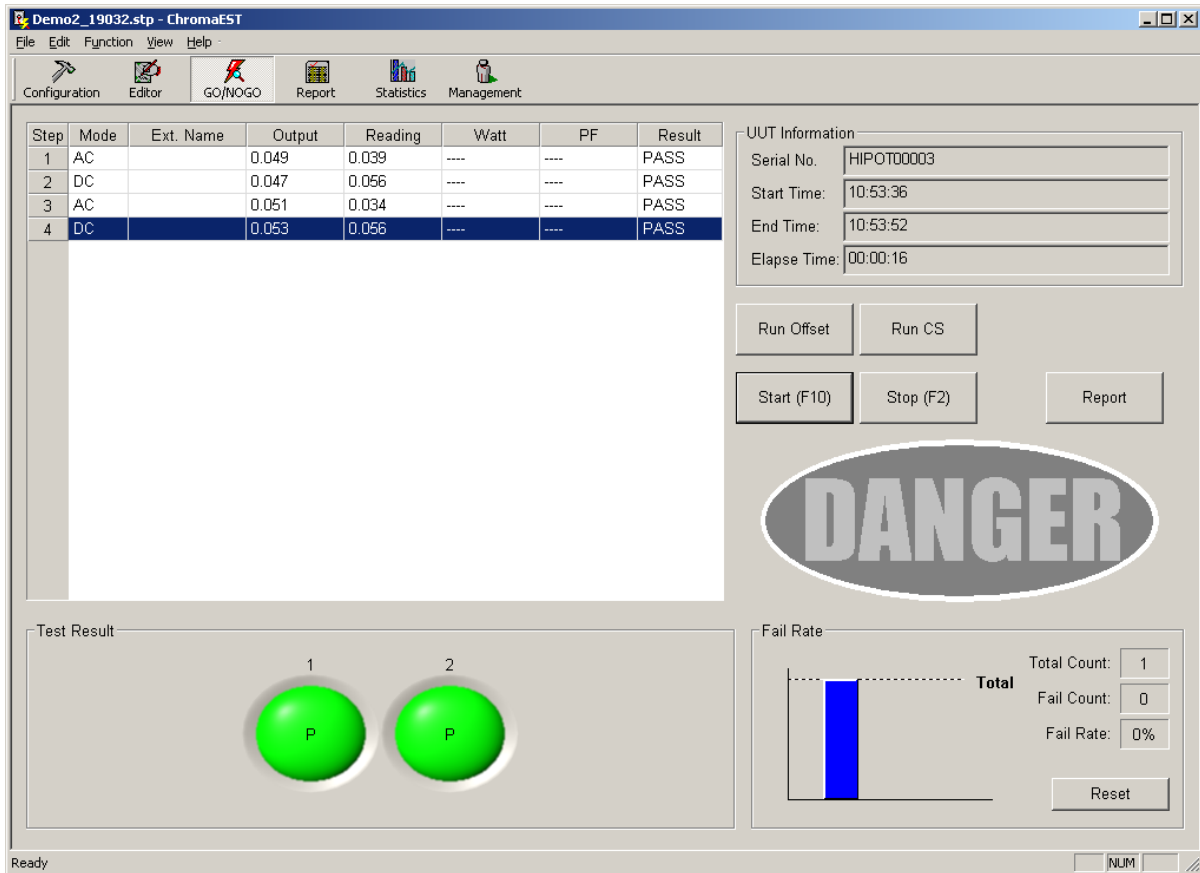 Demo2_19032.stp - ChromaEST
File Edit Function View Help
Configuration Editor GO/NOGO Report Statistics Management
Step Mode Ext. Name Output Reading Watt PF Result
1 AC 0.049 0.039 ---- ---- PASS
2 DC 0.047 0.056 ---- ---- PASS
3 AC 0.051 0.034 ---- ---- PASS
4 DC 0.053 0.056 ---- ---- PASS
UUT Information
Serial No. HIPOT00003
Start Time: 10:53:36
End Time: 10:53:52
Elapse Time: 00:00:16
Run Offset Run CS
Start (F10) Stop (F2) Report
DANGER
Test Result
1 2
P P
Fail Rate
Total
Total Count: 1
Fail Count: 0
Fail Rate: 0%
Reset
Ready NUM